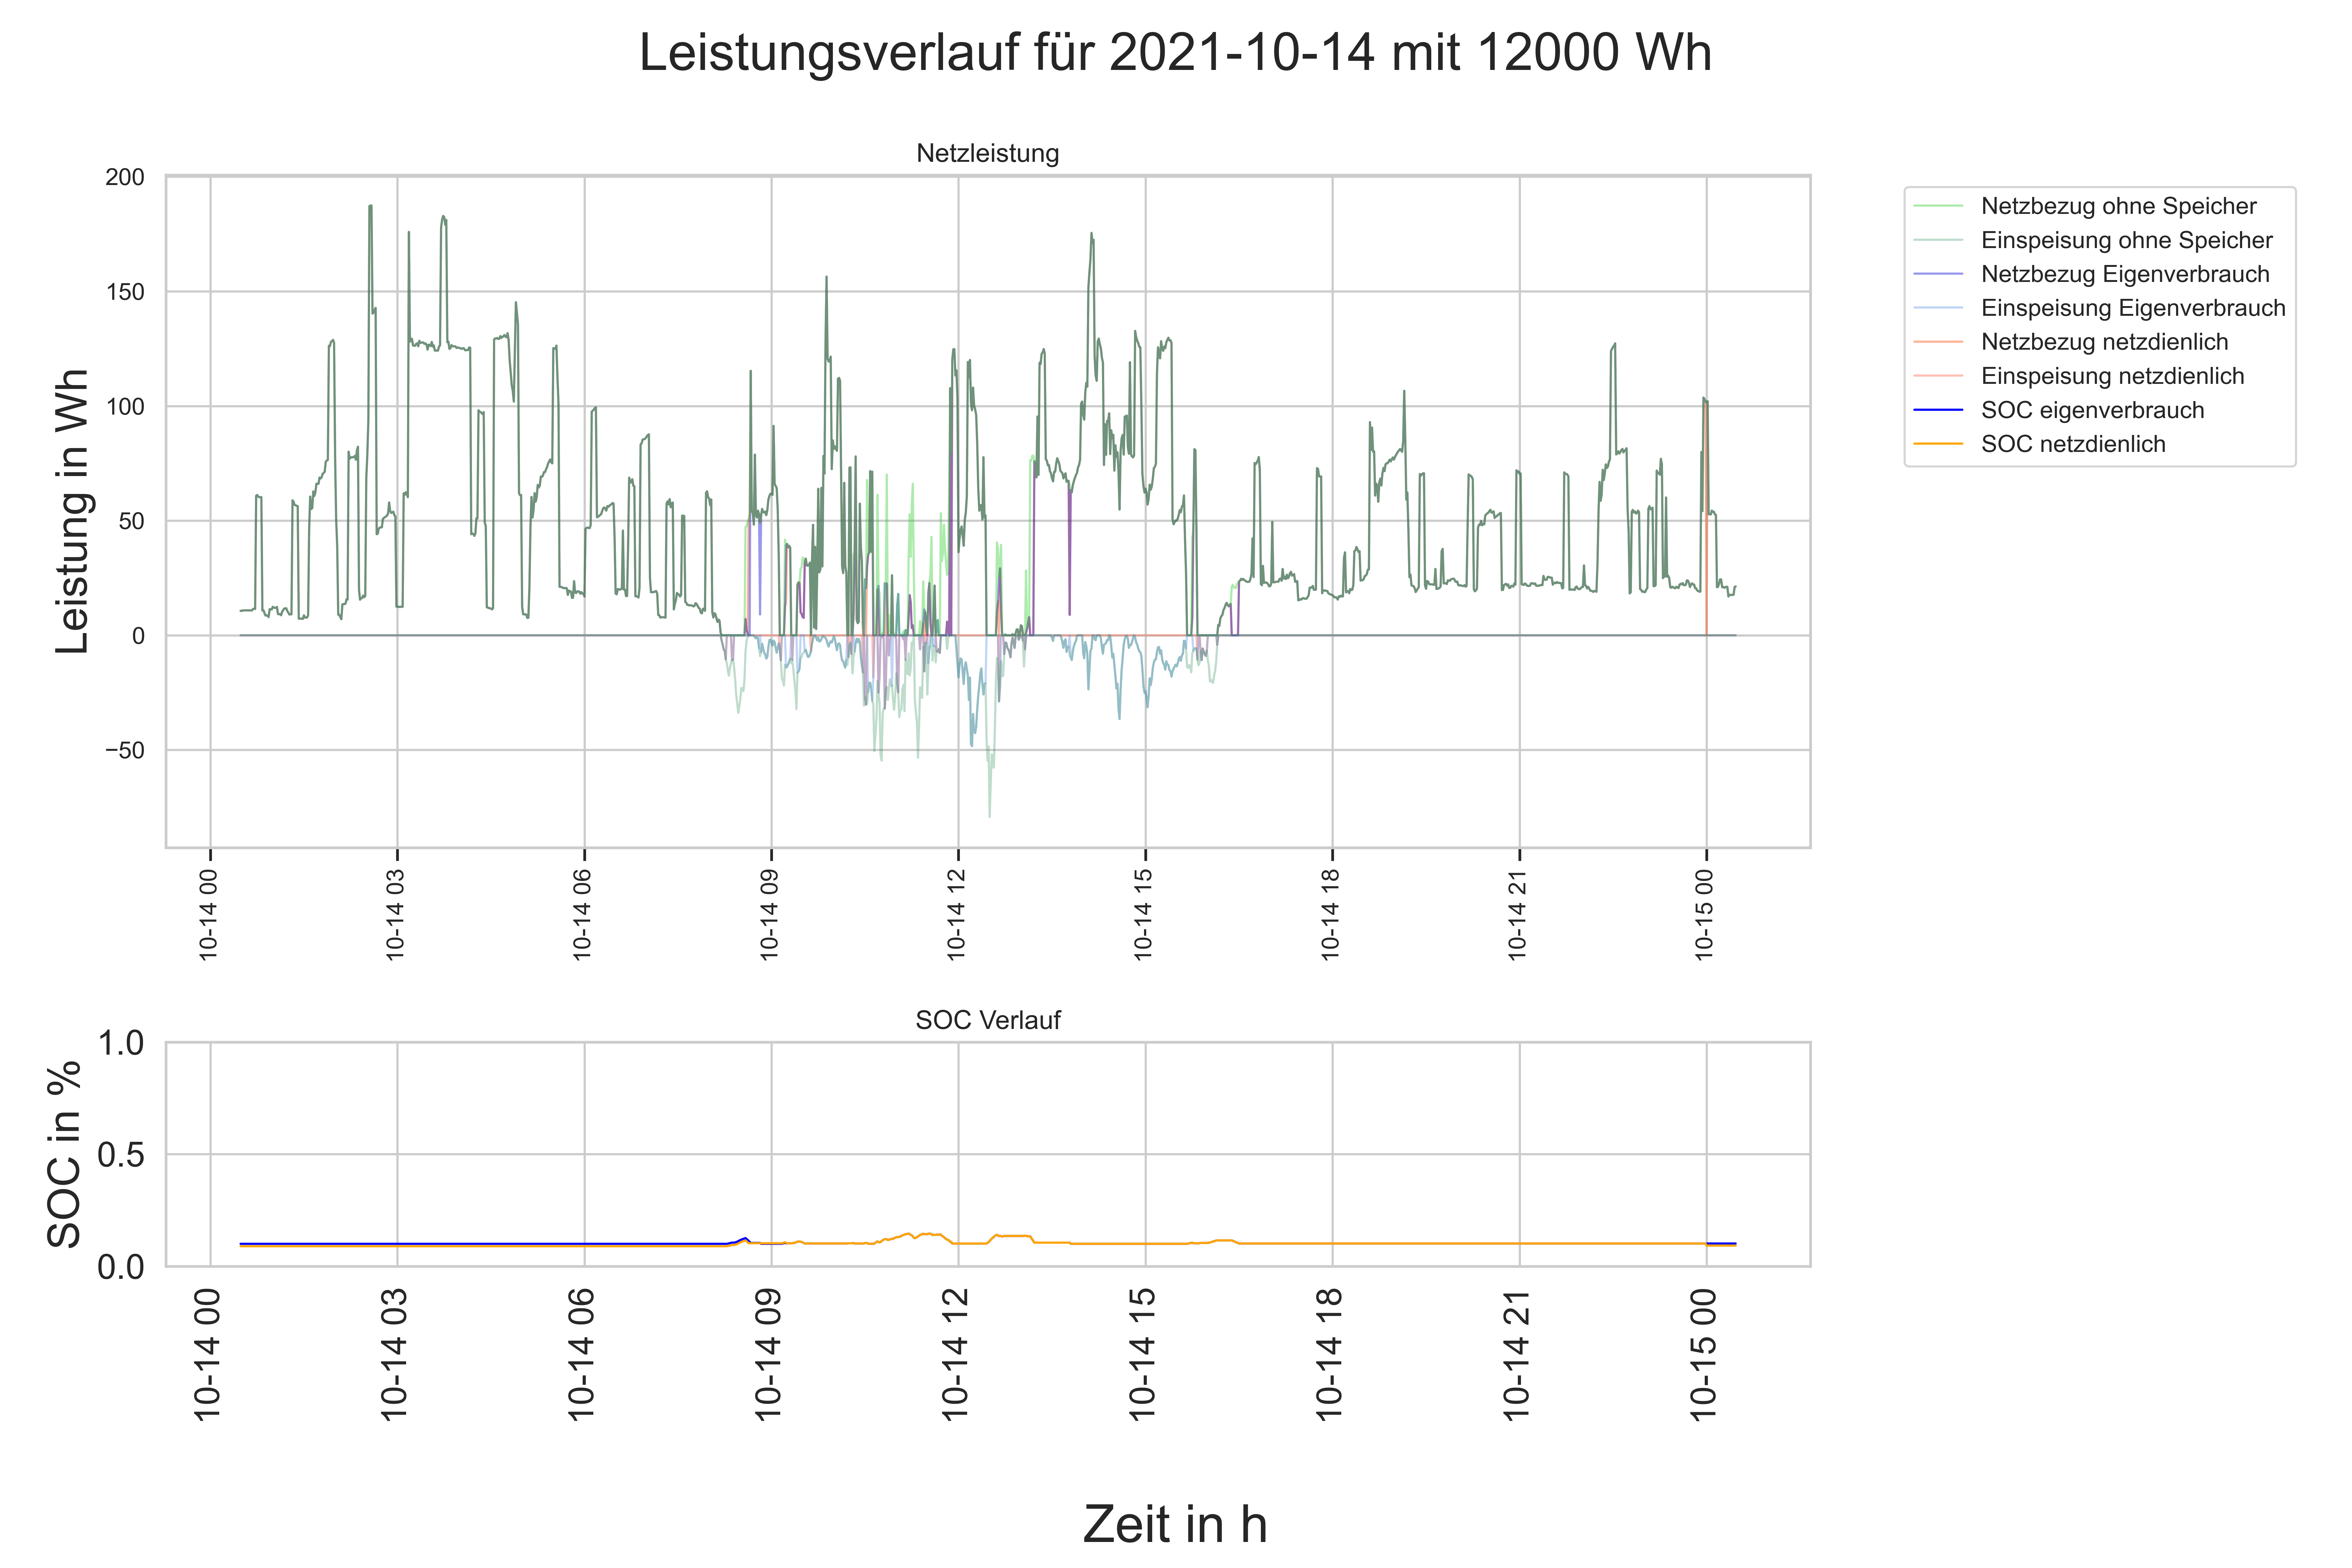 Leistungsverlauf für 2021-10-14 mit 12000 Wh
Netzleistung
Leistung in Wh
200
150
100
50
0
−50
10-14 00
10-14 03
10-14 06
10-14 09
10-14 12
10-14 15
10-14 18
10-14 21
10-15 00
Netzbezug ohne Speicher
Einspeisung ohne Speicher
Netzbezug Eigenverbrauch
Einspeisung Eigenverbrauch
Netzbezug netzdienlich
Einspeisung netzdienlich
SOC eigenverbrauch
SOC netzdienlich
SOC Verlauf
SOC in %
1.0
0.5
0.0
10-14 00
10-14 03
10-14 06
10-14 09
10-14 12
10-14 15
10-14 18
10-14 21
10-15 00
Zeit in h